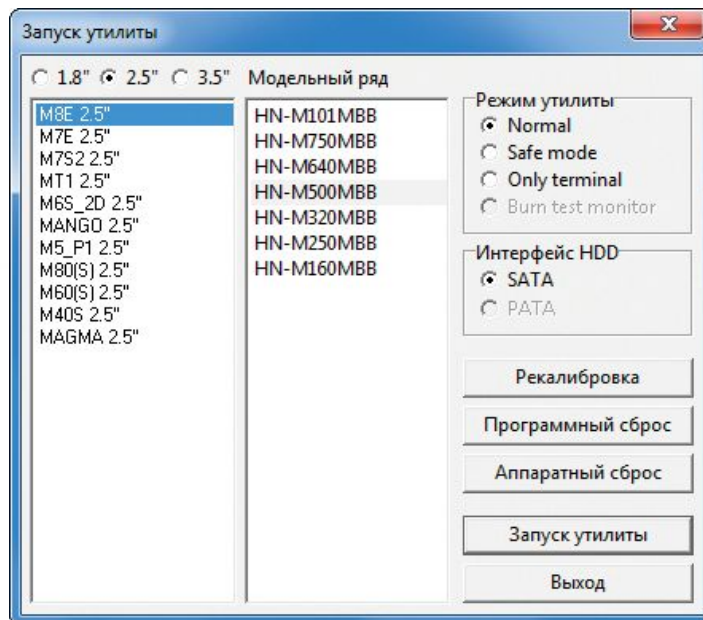 Запуск утилиты
1.8" 2.5" 3.5" Модельный ряд
M8E 2.5"
M7E 2.5"
M7S2 2.5"
MT1 2.5"
M6S_2D 2.5"
MANGO 2.5"
M5_P1 2.5"
M80(S) 2.5"
M60(S) 2.5"
M40S 2.5"
MAGMA 2.5"
HN-M101MBB
HN-M750MBB
HN-M640MBB
HN-M500MBB
HN-M320MBB
HN-M250MBB
HN-M160MBB
Режим утилиты
Normal
Safe mode
Only terminal
Burn test monitor
Интерфейс HDD
SATA
PATA
Рекалибровка
Программный сброс
Аппаратный сброс
Запуск утилиты
Выход